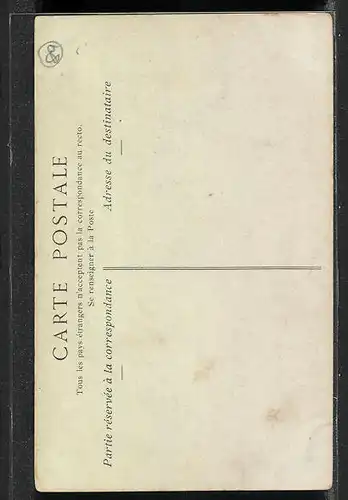 CARTE POSTALE
Tous les pays étrangers n'acceptent pas la correspondance au recto.
Se renseigner à la Poste
Partie réservée à la correspondance
Adresse du destinataire
89